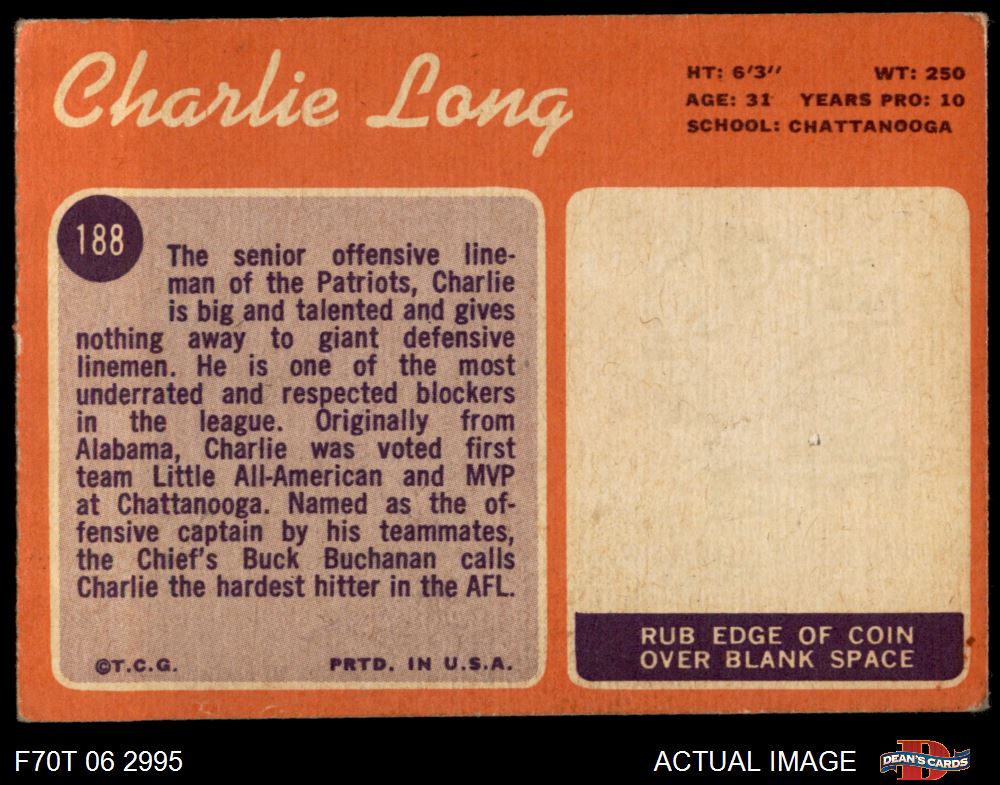 Charlie Long
HT: 6'3'' WT: 250
AGE: 31 YEARS PRO: 10
SCHOOL: CHATTANOOGA
188
The senior offensive line-
man of the Patriots, Charlie
is big and talented and gives
nothing away to giant defensive
linemen. He is one of the most
underrated and respected blockers
in the league. Originally from
Alabama, Charlie was voted first
team Little All-American and MVP
at Chattanooga. Named as the of-
fensive captain by his teammates,
the Chief's Buck Buchanan calls
Charlie the hardest hitter in the AFL.
©T.C.G. PRTD. IN U.S.A.
RUB EDGE OF COIN
OVER BLANK SPACE
F70T 06 2995 ACTUAL IMAGE
D
DEAN'S CARDS